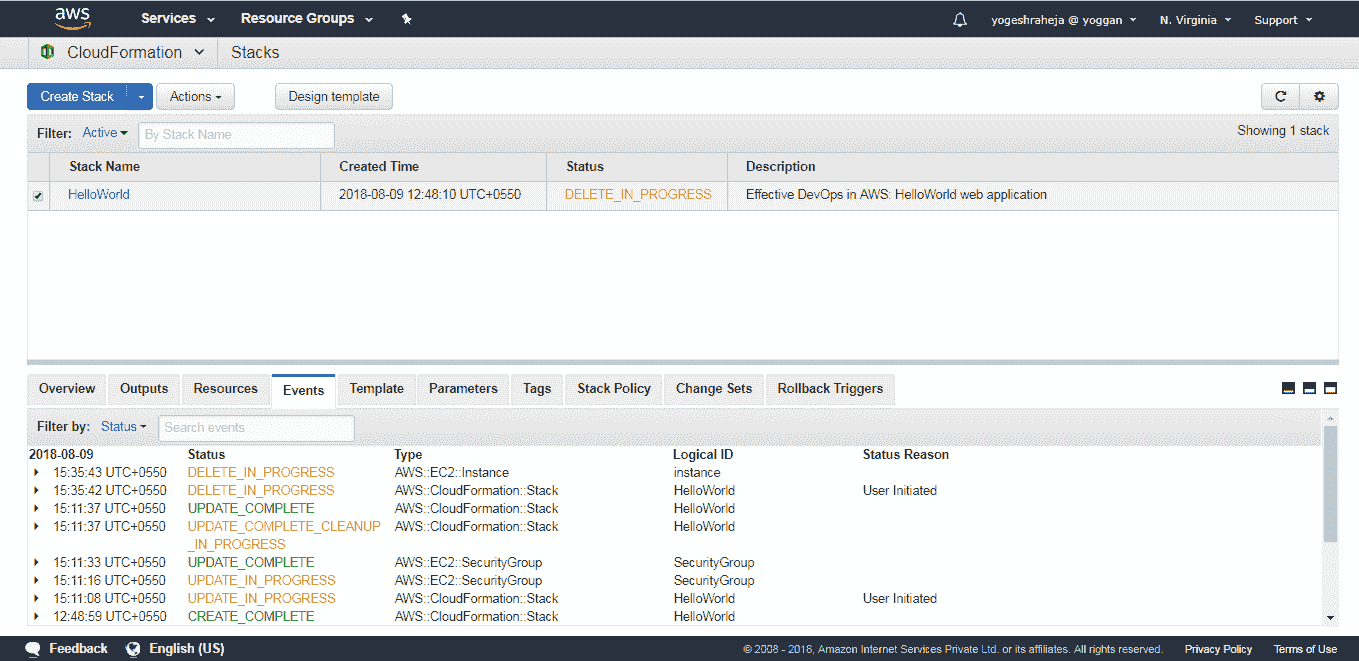 aws Services Resource Groups yogeshraheja @ yoggan N. Virginia Support
CloudFormation Stacks
Create Stack Actions Design template
Filter: Active By Stack Name Showing 1 stack
Stack Name Created Time Status Description
HelloWorld 2018-08-09 12:48:10 UTC+0550 DELETE_IN_PROGRESS Effective DevOps in AWS: HelloWorld web application
Overview Outputs Resources Events Template Parameters Tags Stack Policy Change Sets Rollback Triggers
Filter by: Status Search events
2018-08-09 Status Type Logical ID Status Reason
15:35:43 UTC+0550 DELETE_IN_PROGRESS AWS::EC2::Instance instance
15:35:42 UTC+0550 DELETE_IN_PROGRESS AWS::CloudFormation::Stack HelloWorld User Initiated
15:11:37 UTC+0550 UPDATE_COMPLETE AWS::CloudFormation::Stack HelloWorld
15:11:37 UTC+0550 UPDATE_COMPLETE_CLEANUP AWS::CloudFormation::Stack HelloWorld
_IN_PROGRESS
15:11:33 UTC+0550 UPDATE_COMPLETE AWS::EC2::SecurityGroup SecurityGroup
15:11:16 UTC+0550 UPDATE_IN_PROGRESS AWS::EC2::SecurityGroup SecurityGroup
15:11:08 UTC+0550 UPDATE_IN_PROGRESS AWS::CloudFormation::Stack HelloWorld User Initiated
12:48:59 UTC+0550 CREATE_COMPLETE AWS::CloudFormation::Stack HelloWorld
Feedback English (US) © 2008 - 2018, Amazon Internet Services Private Ltd. or its affiliates. All rights reserved. Privacy Policy Terms of Use